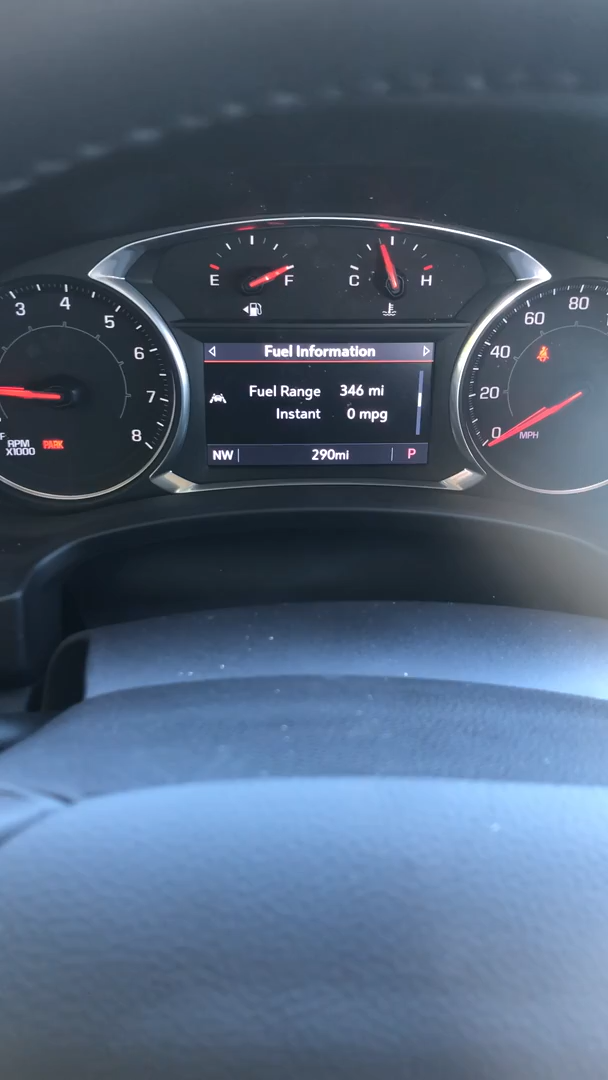 E F C H
3 4 5 6 7 8
F
RPM
X1000
PARK
Fuel Information
Fuel Range 346 mi
Instant 0 mpg
NW 290mi P
0 20 40 60 80
MPH